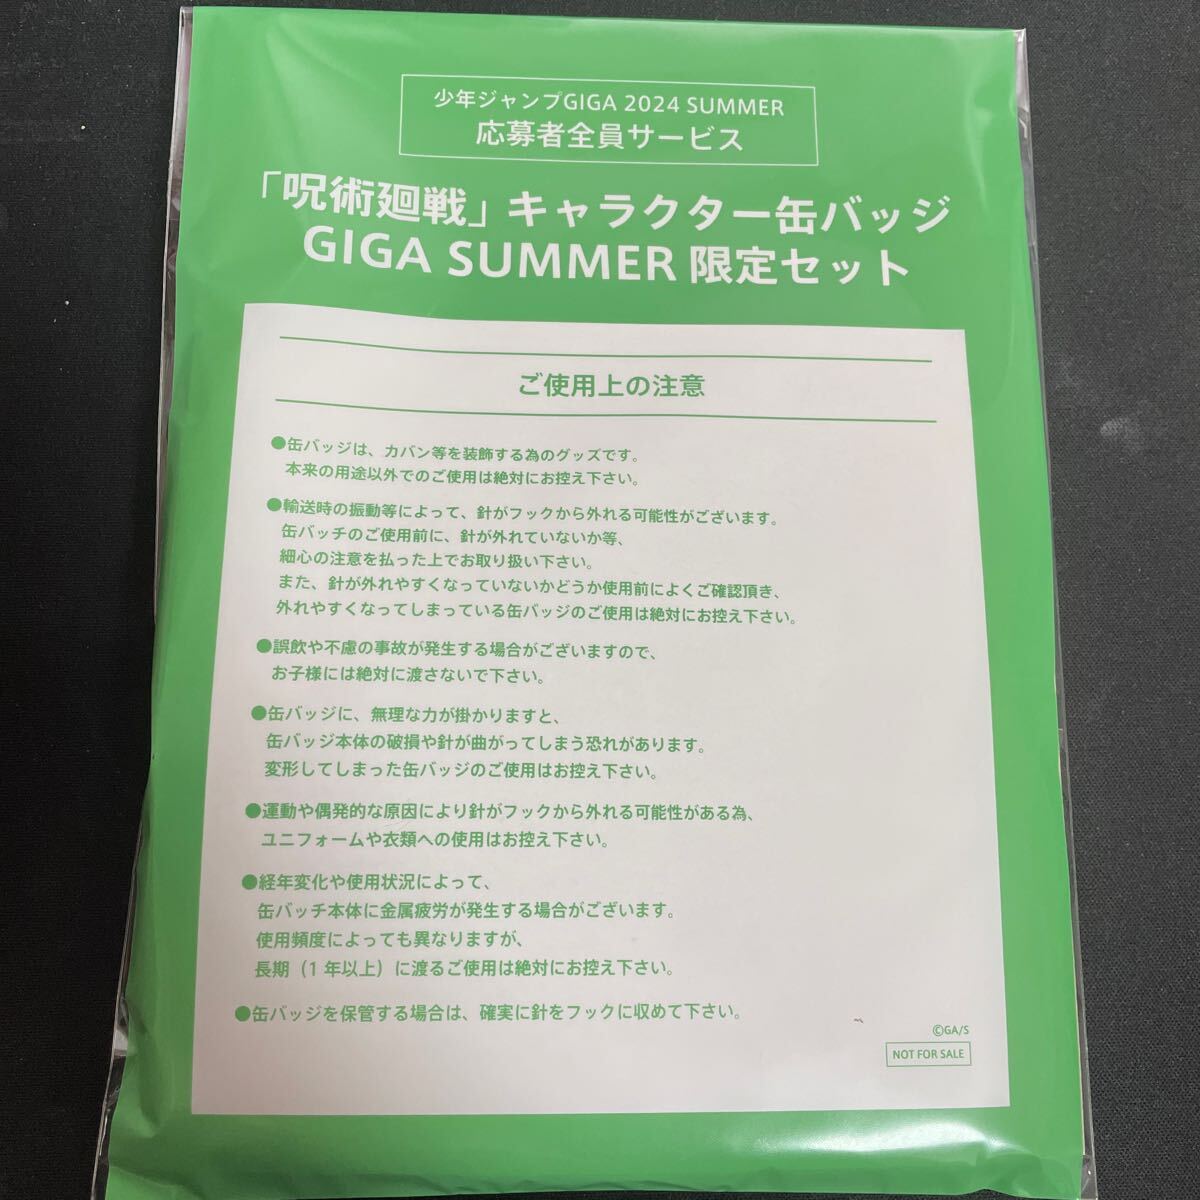 少年ジャンプGIGA 2024 SUMMER
応募者全員サービス
「呪術廻戦」キャラクター缶バッジ
GIGA SUMMER 限定セット
ご使用上の注意
●缶バッジは、カバン等を装飾する為のグッズです。
本来の用途以外でのご使用は絶対にお控え下さい。
●輸送時の振動等によって、針がフックから外れる可能性がございます。
缶バッチのご使用前に、針が外れていないか等、
細心の注意を払った上でお取り扱い下さい。
また、針が外れやすくなっていないかどうか使用前によくご確認頂き、
外れやすくなってしまっている缶バッジのご使用は絶対にお控え下さい。
●誤飲や不慮の事故が発生する場合がございますので、
お子様には絶対に渡さないで下さい。
●缶バッジに、無理な力が掛かりますと、
缶バッジ本体の破損や針が曲がってしまう恐れがあります。
変形してしまった缶バッジのご使用はお控え下さい。
●運動や偶発的な原因により針がフックから外れる可能性がある為、
ユニフォームや衣類への使用はお控え下さい。
●経年変化や使用状況によって、
缶バッチ本体に金属疲労が発生する場合がございます。
使用頻度によっても異なりますが、
長期（1年以上）に渡るご使用は絶対にお控え下さい。
●缶バッジを保管する場合は、確実に針をフックに収めて下さい。
©GA/S
NOT FOR SALE